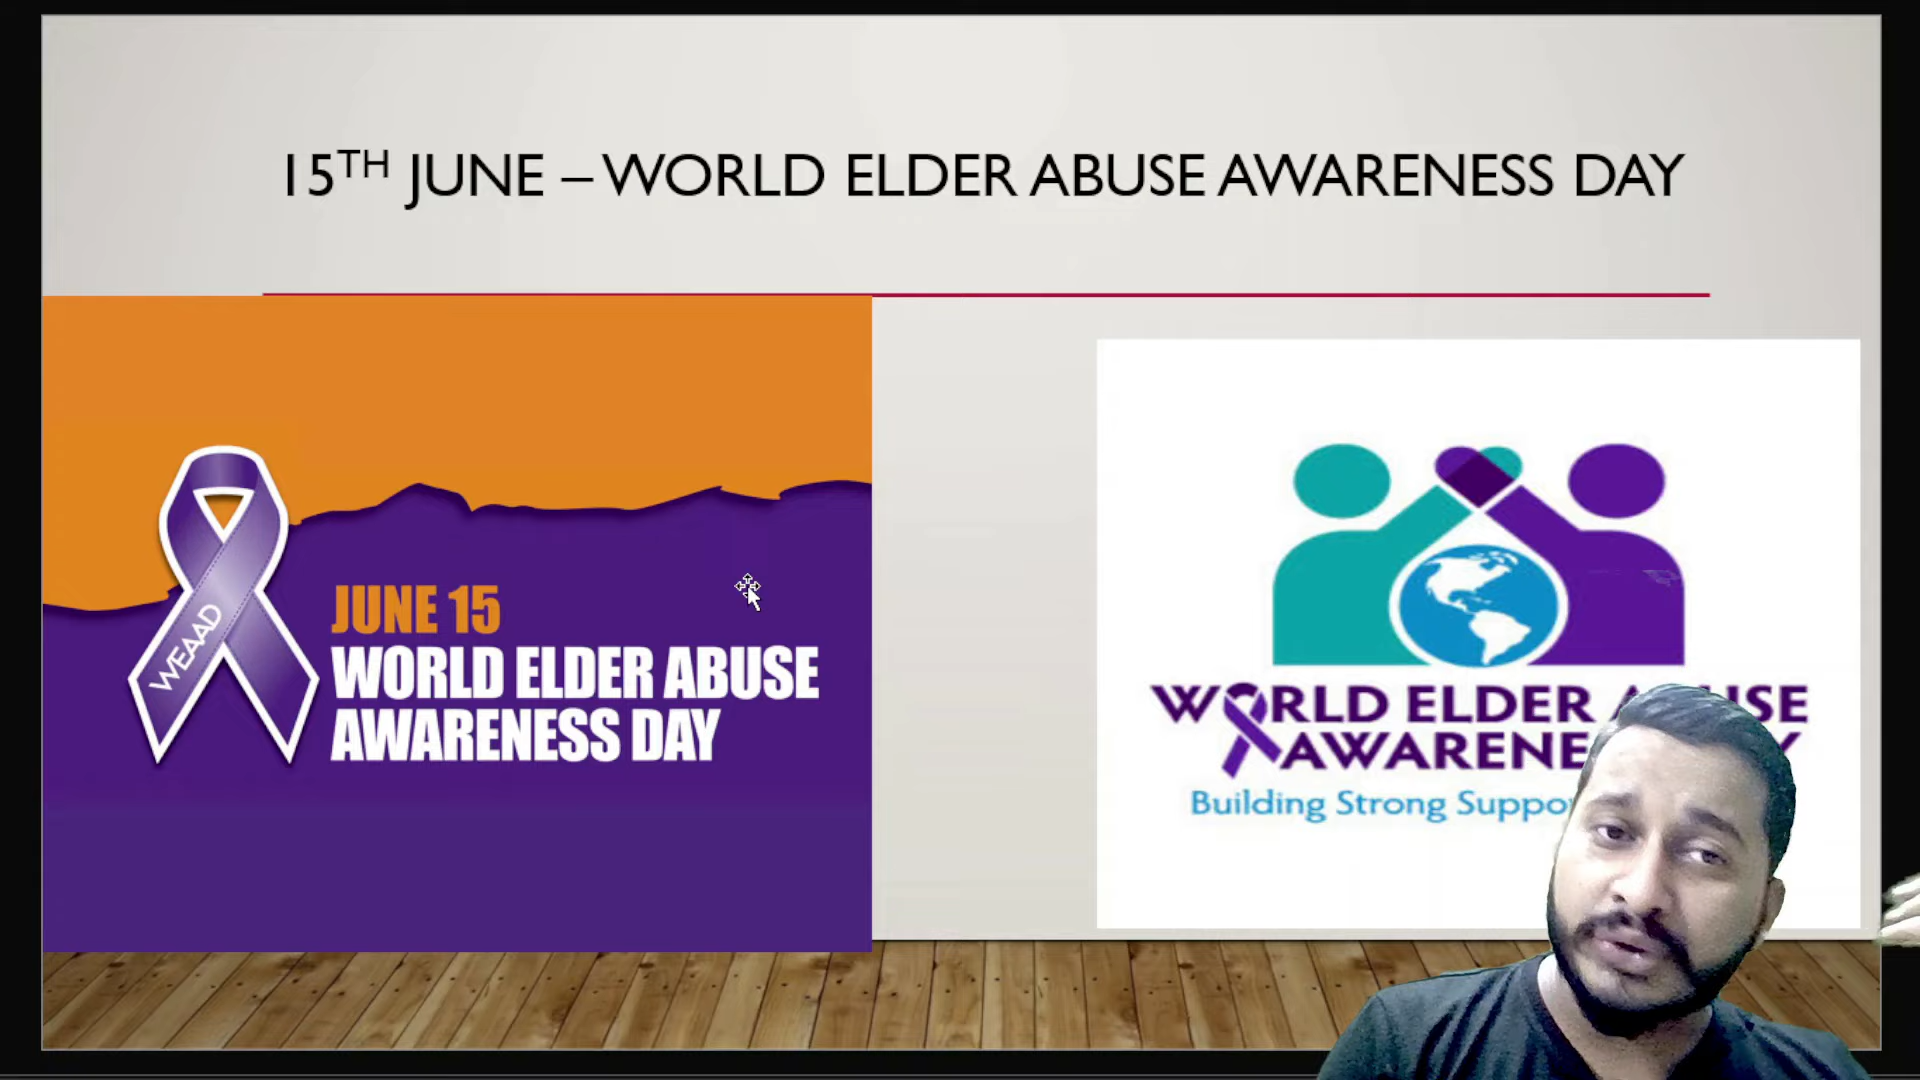 15TH JUNE – WORLD ELDER ABUSE AWARENESS DAY
WEAAD
JUNE 15
WORLD ELDER ABUSE
AWARENESS DAY
WORLD ELDER
Building Strong